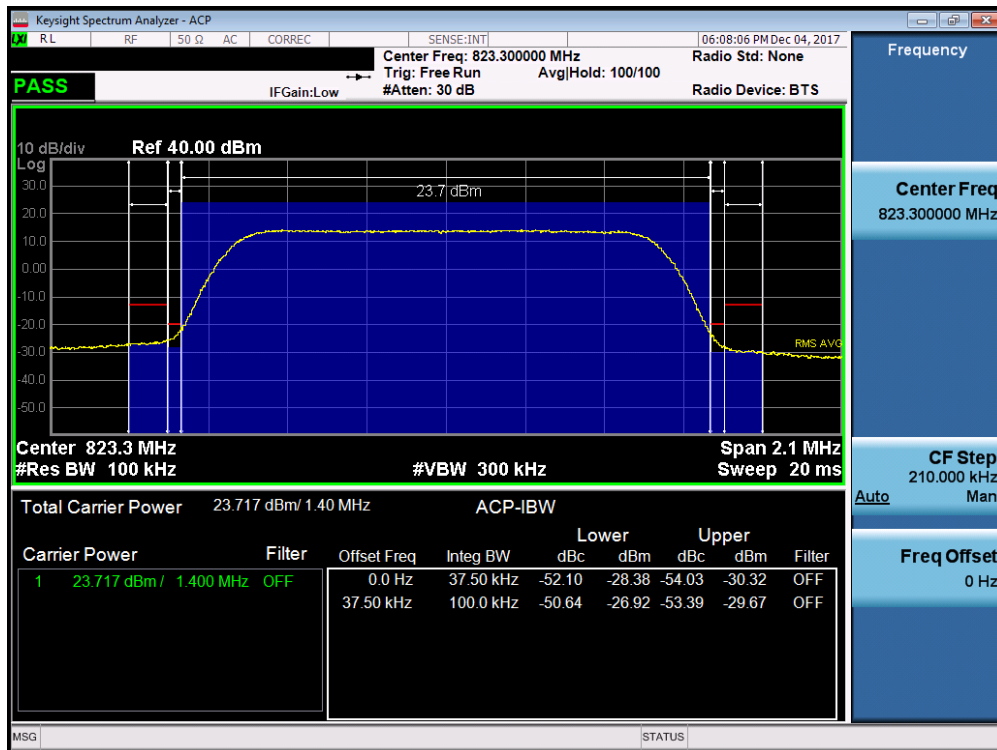 Keysight Spectrum Analyzer - ACP
LXI RL RF 50 Ω AC CORREC SENSE:INT 06:08:06 PM Dec 04, 2017
Center Freq: 823.300000 MHz Radio Std: None
Trig: Free Run Avg|Hold: 100/100
PASS IFGain:Low #Atten: 30 dB Radio Device: BTS
10 dB/div Ref 40.00 dBm
Log
30.0
23.7 dBm
20.0
10.0
0.00
-10.0
-20.0
-30.0
RMS AVG
-40.0
-50.0
Center 823.3 MHz Span 2.1 MHz
#Res BW 100 kHz #VBW 300 kHz Sweep 20 ms
Total Carrier Power 23.717 dBm/ 1.40 MHz ACP-IBW
Lower Upper
Carrier Power Filter Offset Freq Integ BW dBc dBm dBc dBm Filter
1 23.717 dBm / 1.400 MHz OFF 0.0 Hz 37.50 kHz -52.10 -28.38 -54.03 -30.32 OFF
37.50 kHz 100.0 kHz -50.64 -26.92 -53.39 -29.67 OFF
MSG STATUS
Frequency
Center Freq
823.300000 MHz
CF Step
210.000 kHz
Auto Man
Freq Offset
0 Hz